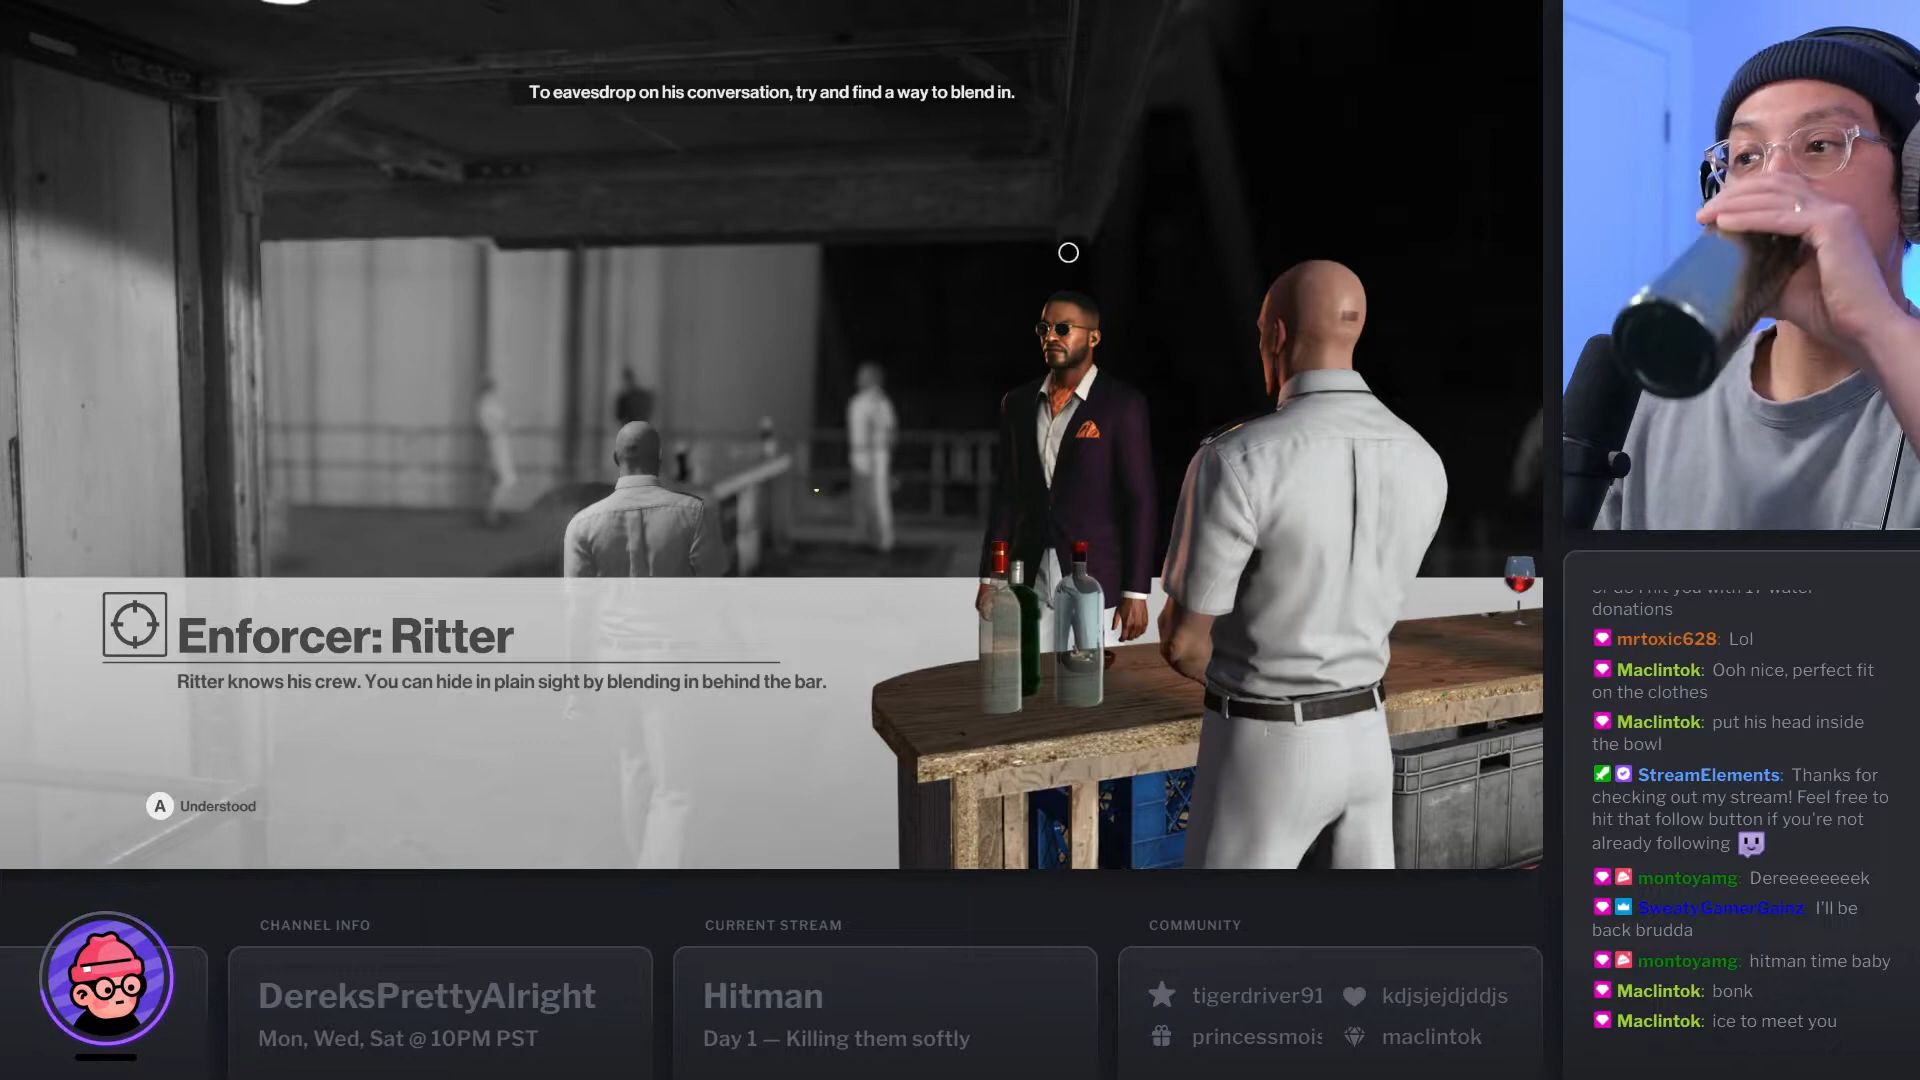 To eavesdrop on his conversation, try and find a way to blend in.
Enforcer: Ritter
Ritter knows his crew. You can hide in plain sight by blending in behind the bar.
A Understood
donations
mrtoxic628: Lol
Maclintok: Ooh nice, perfect fit
on the clothes
Maclintok: put his head inside
the bowl
StreamElements: Thanks for
checking out my stream! Feel free to
hit that follow button if you're not
already following
montoyamg: Dereeeeeeeek
SweatyGamerGainz: I'll be
back brudda
montoyamg: hitman time baby
Maclintok: bonk
Maclintok: ice to meet you
CHANNEL INFO
DereksPrettyAlright
Mon, Wed, Sat @ 10PM PST
CURRENT STREAM
Hitman
Day 1 — Killing them softly
COMMUNITY
tigerdriver91
kdjsjejdjddjs
princessmois
maclintok